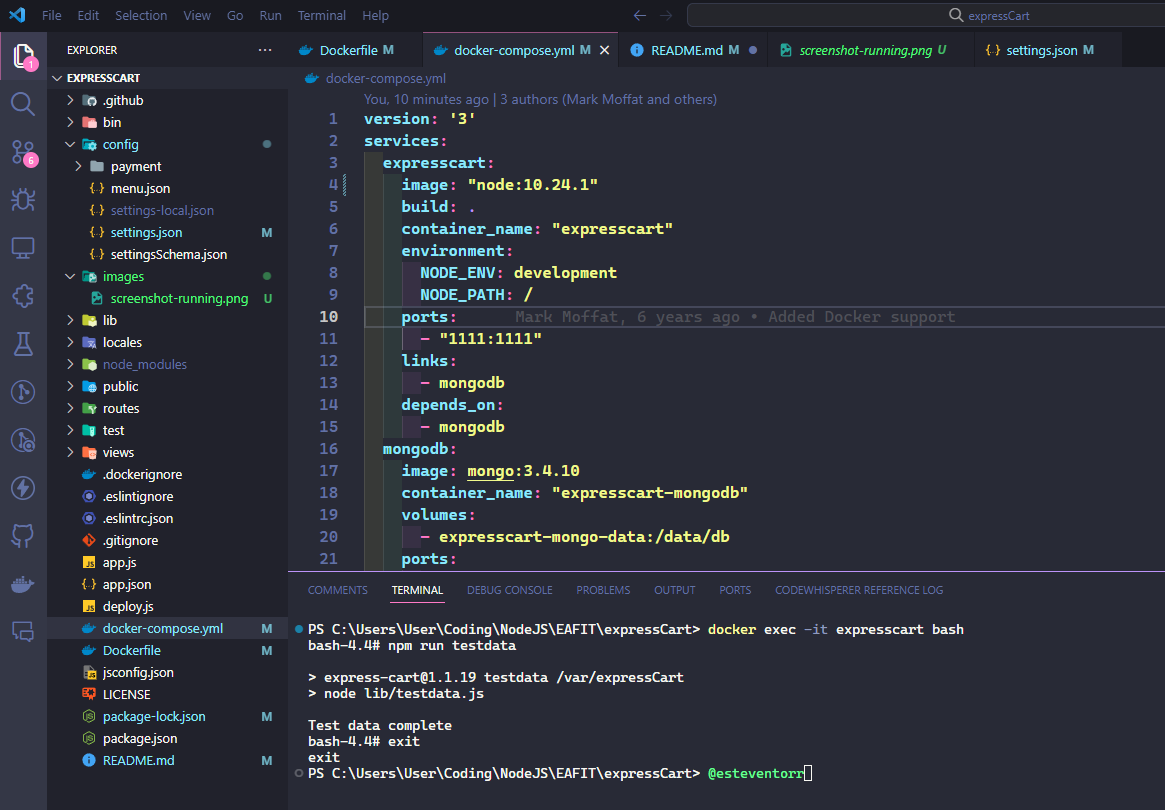 File Edit Selection View Go Run Terminal Help expressCart
EXPLORER
Dockerfile M docker-compose.yml M README.md M screenshot-running.png U {} settings.json M
EXPRESSCART
.github
bin
config
payment
{} menu.json
{} settings-local.json
{} settings.json M
{} settingsSchema.json
images
screenshot-running.png U
lib
locales
node_modules
public
routes
test
views
.dockerignore
.eslintignore
.eslintrc.json
.gitignore
JS app.js
{} app.json
JS deploy.js
docker-compose.yml M
Dockerfile M
jsconfig.json
LICENSE
package-lock.json M
package.json
README.md M
1
6
docker-compose.yml
You, 10 minutes ago | 3 authors (Mark Moffat and others)
1 version: '3'
2 services:
3 expresscart:
4 image: "node:10.24.1"
5 build: .
6 container_name: "expresscart"
7 environment:
8 NODE_ENV: development
9 NODE_PATH: /
10 ports: Mark Moffat, 6 years ago • Added Docker support
11 - "1111:1111"
12 links:
13 - mongodb
14 depends_on:
15 - mongodb
16 mongodb:
17 image: mongo:3.4.10
18 container_name: "expresscart-mongodb"
19 volumes:
20 - expresscart-mongo-data:/data/db
21 ports:
COMMENTS TERMINAL DEBUG CONSOLE PROBLEMS OUTPUT PORTS CODEWHISPERER REFERENCE LOG
PS C:\Users\User\Coding\NodeJS\EAFIT\expressCart> docker exec -it expresscart bash
bash-4.4# npm run testdata
> express-cart@1.1.19 testdata /var/expressCart
> node lib/testdata.js
Test data complete
bash-4.4# exit
exit
PS C:\Users\User\Coding\NodeJS\EAFIT\expressCart> @esteventorr